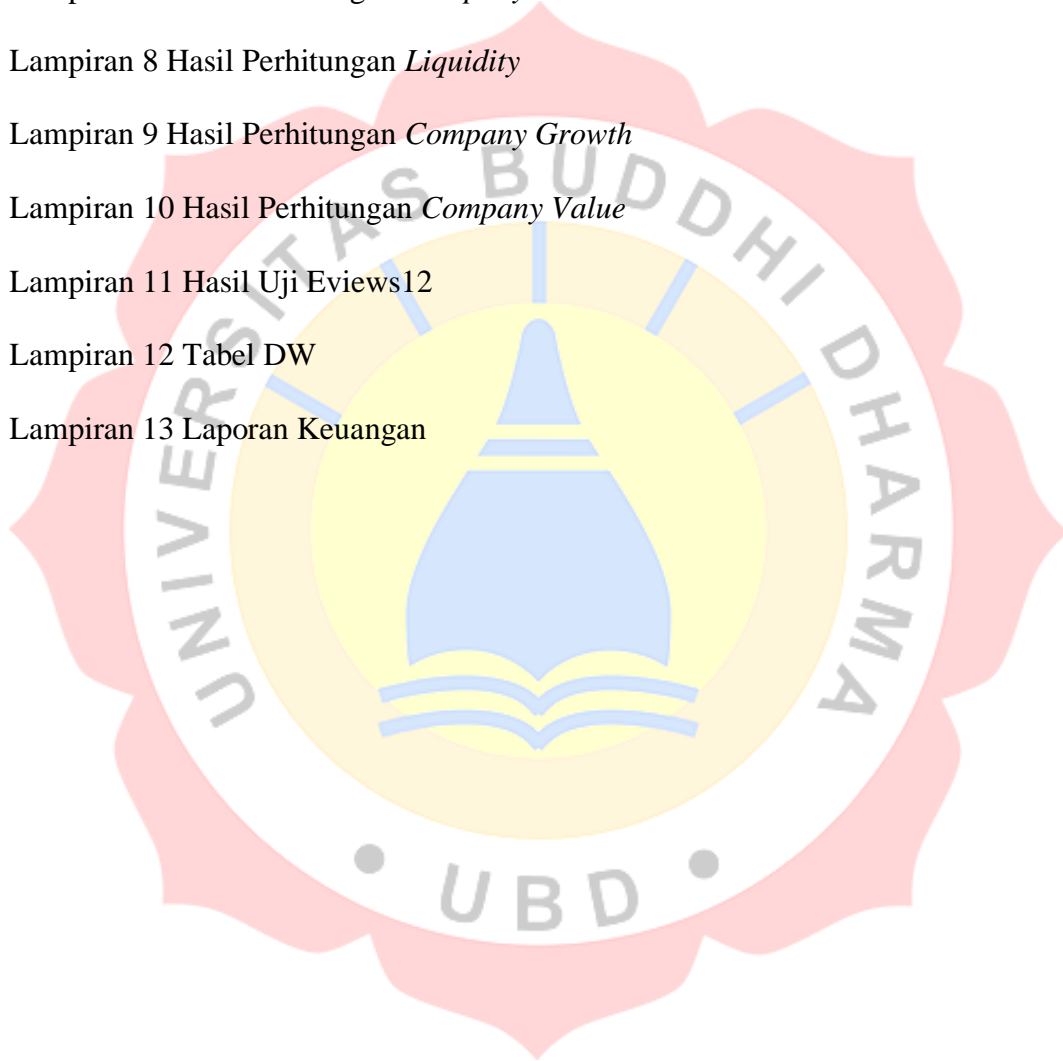 Lampiran 8 Hasil Perhitungan Liquidity
Lampiran 9 Hasil Perhitungan Company Growth
Lampiran 10 Hasil Perhitungan Company Value
Lampiran 11 Hasil Uji Eviews12
Lampiran 12 Tabel DW
Lampiran 13 Laporan Keuangan
UNIVERSITAS BUDDHI DHARMA
• UBD •